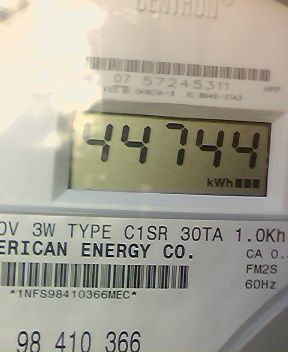 CENTRON
07 57245311
44744
kWh
3W TYPE C1SR 30TA 1.0Kh
ERICAN ENERGY CO.
CA 0.
FM2S
*1NFS98410366MEC*
60Hz
98 410 366